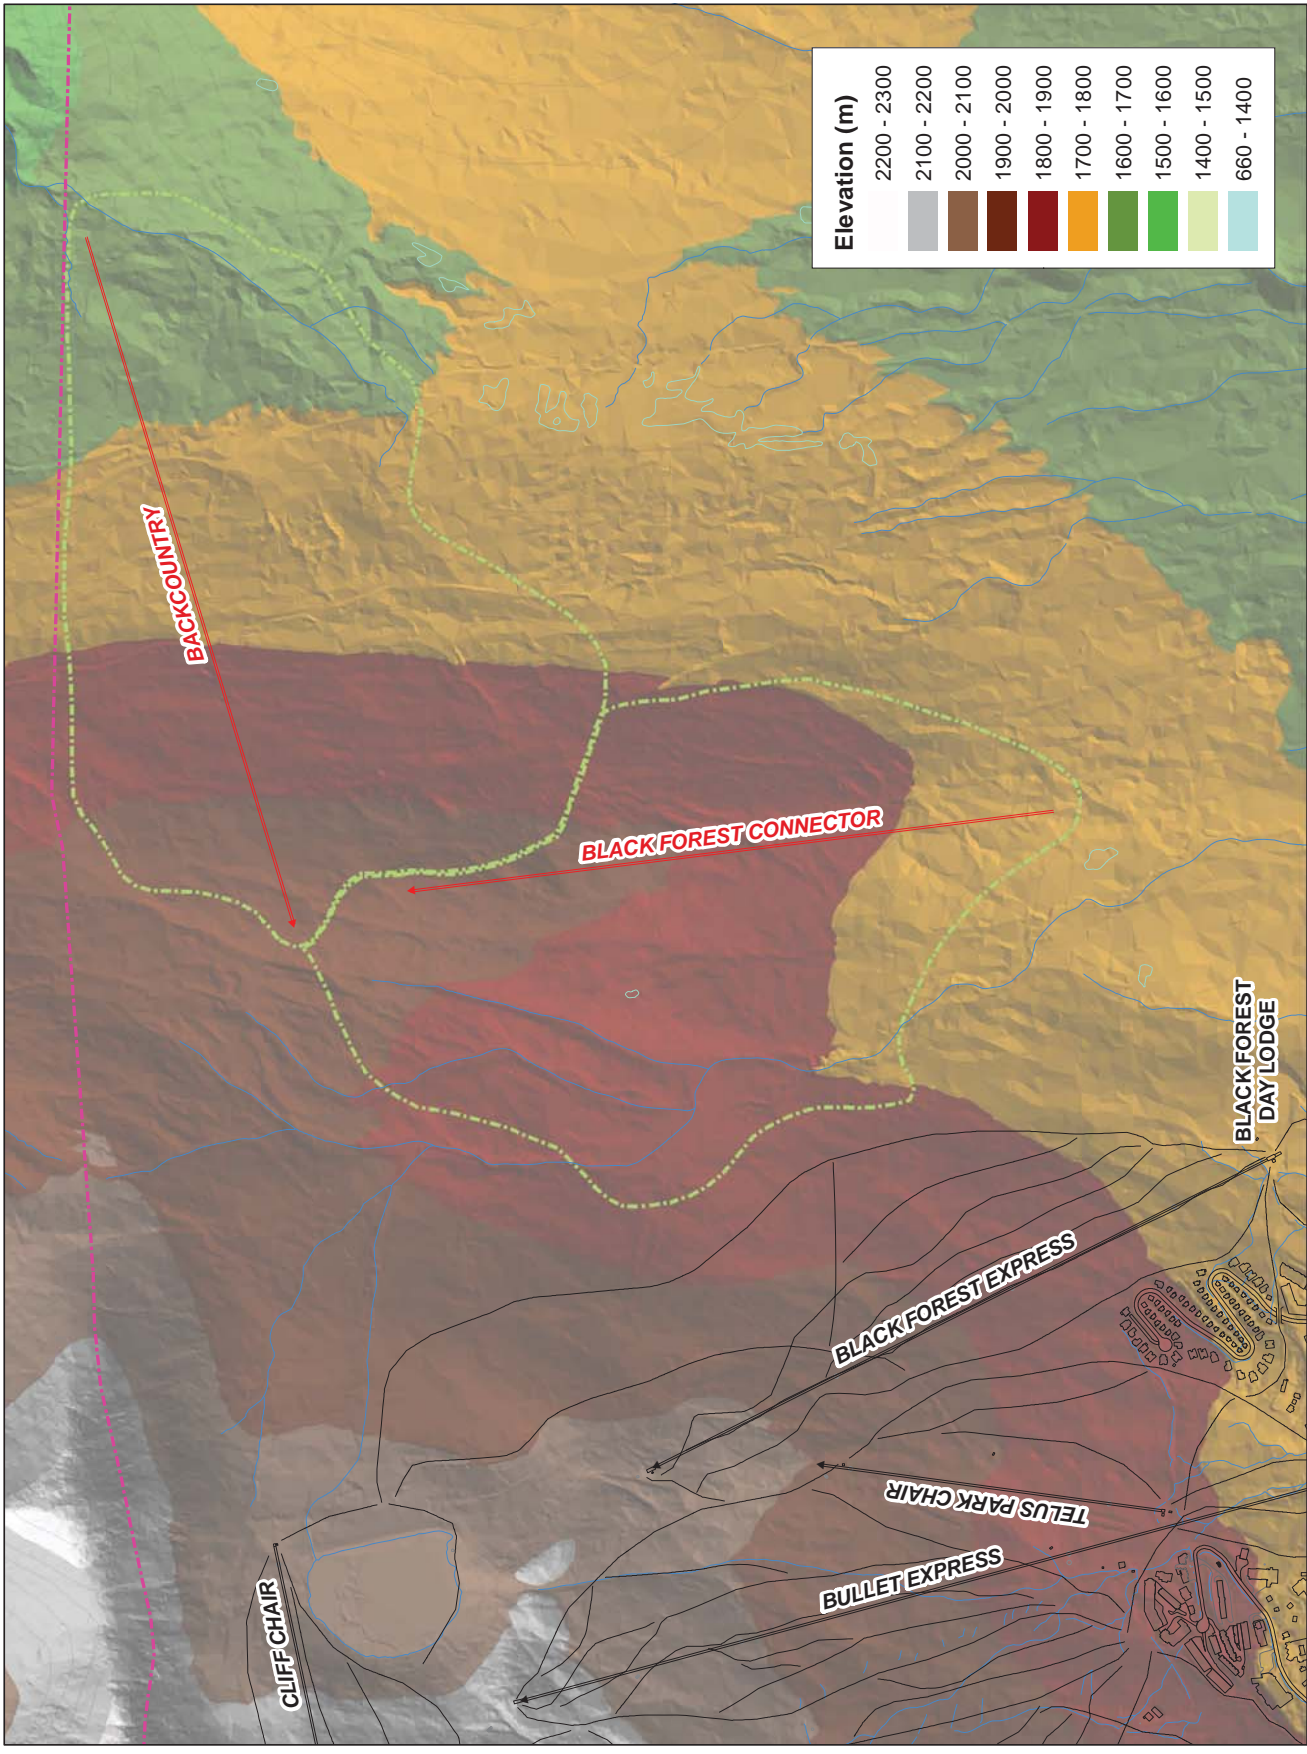 Elevation (m)
2200 - 2300
2100 - 2200
2000 - 2100
1900 - 2000
1800 - 1900
1700 - 1800
1600 - 1700
1500 - 1600
1400 - 1500
660 - 1400
BACKCOUNTRY
BLACK FOREST CONNECTOR
BLACK FOREST
DAY LODGE
BLACK FOREST EXPRESS
TELUS PARK CHAIR
BULLET EXPRESS
CLIFF CHAIR